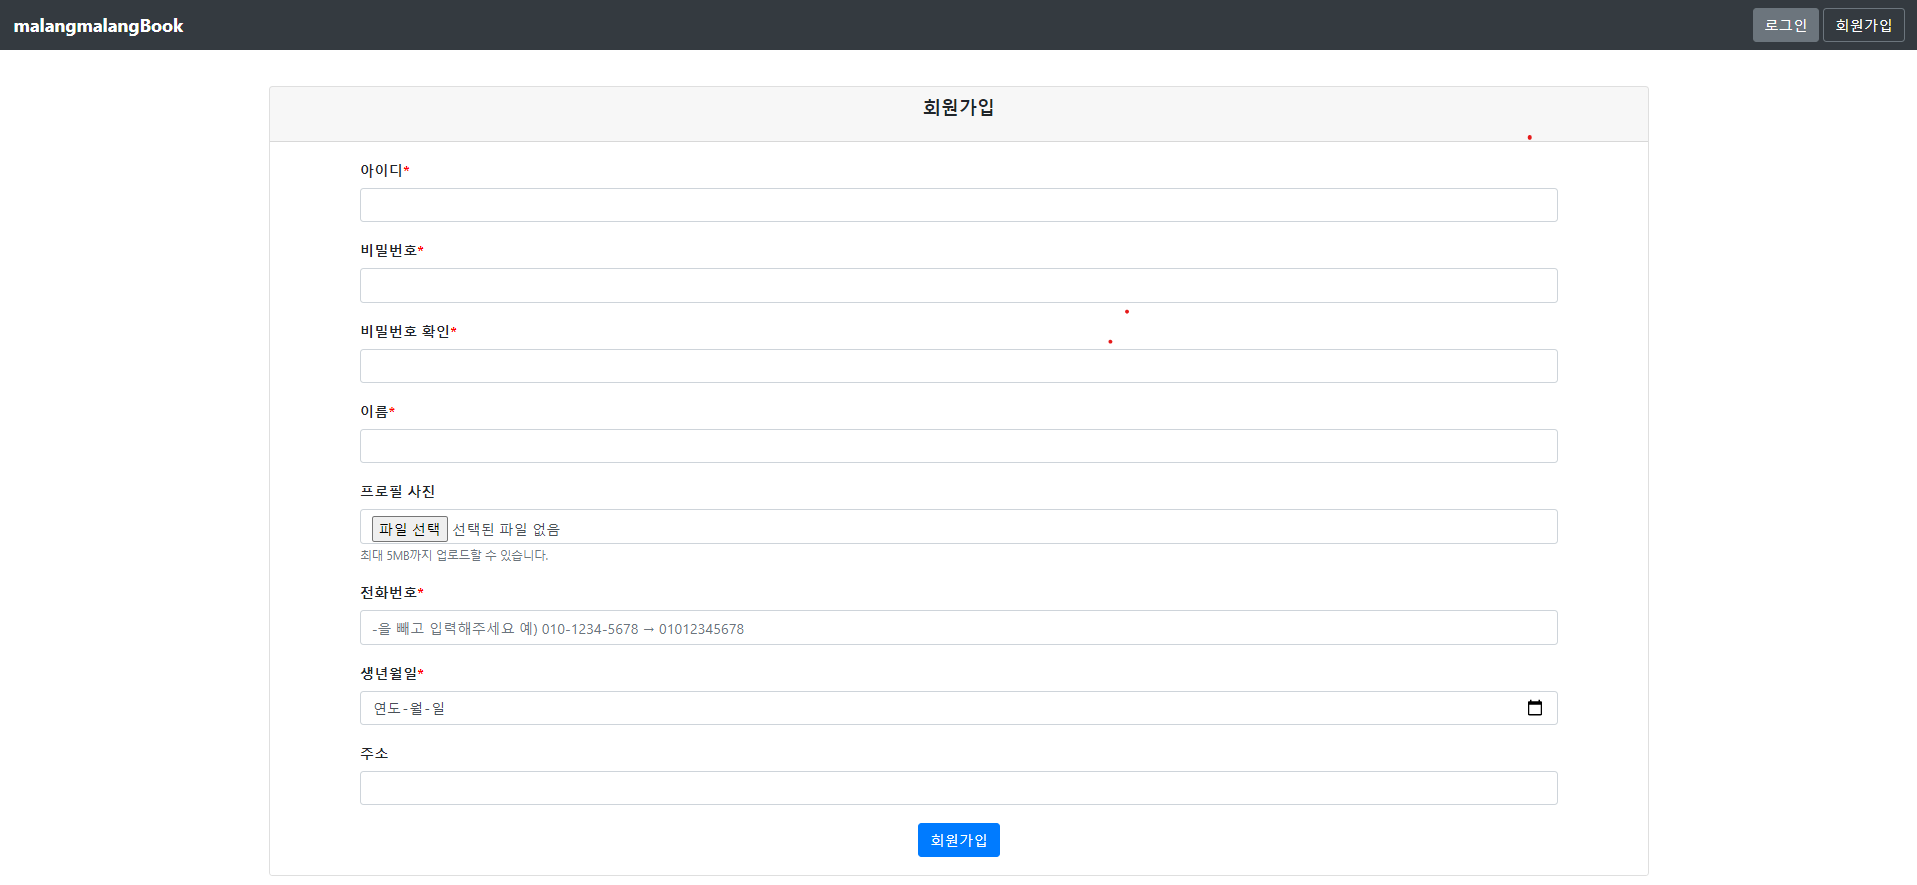 malangmalangBook
로그인 회원가입
회원가입
아이디*
비밀번호*
비밀번호 확인*
이름*
프로필 사진
파일 선택 선택된 파일 없음
최대 5MB까지 업로드할 수 있습니다.
전화번호*
-을 빼고 입력해주세요 예) 010-1234-5678 → 01012345678
생년월일*
연도-월-일
주소
회원가입